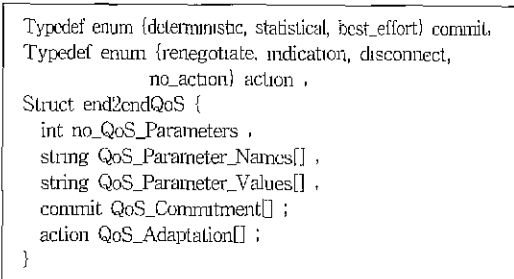 Typedef enum {deterministic, statistical, best_effort} commit,
Typedef enum {renegotiate, indication, disconnect,
no_action} action ,
Struct end2endQoS {
int no_QoS_Parameters ,
string QoS_Parameter_Names[] ,
string QoS_Parameter_Values[] ,
commit QoS_Commitment[] ;
action QoS_Adaptation[] ;
}